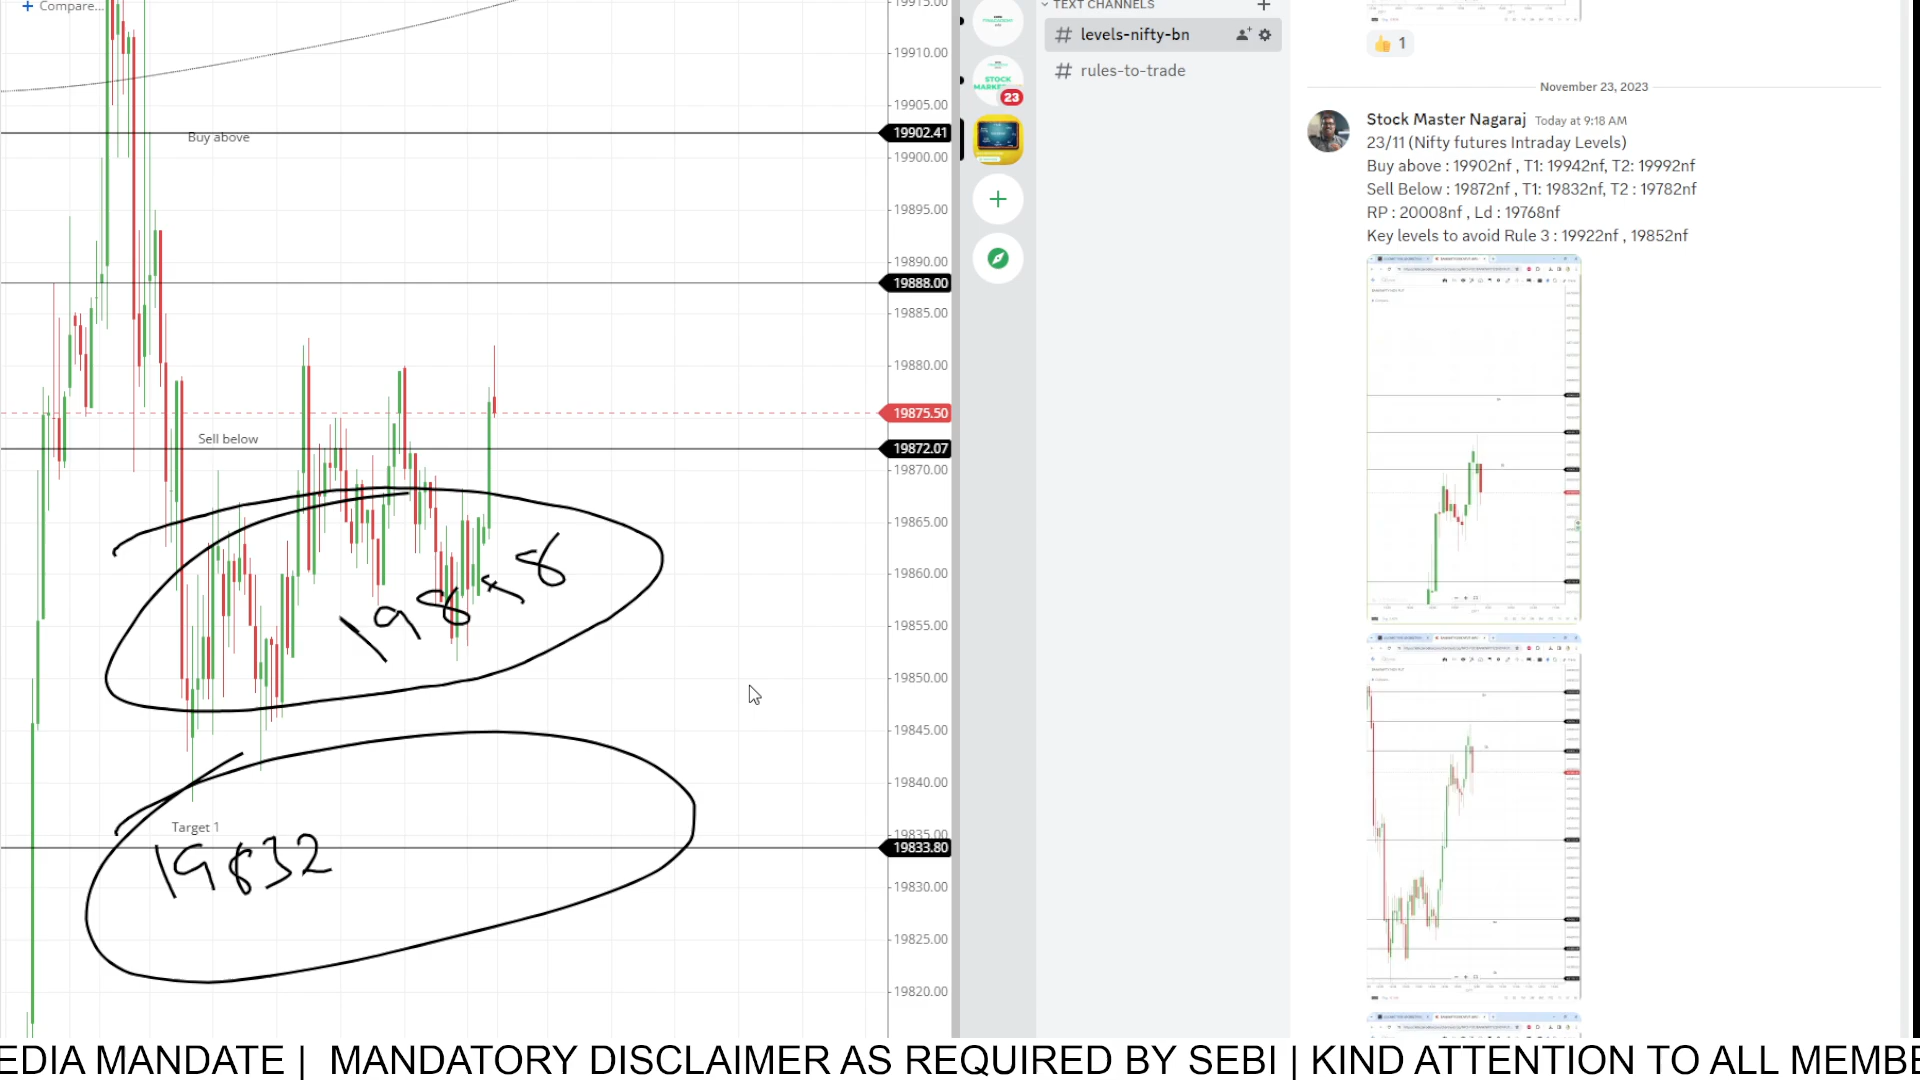 + Compare...
19915.00
19910.00
19905.00
Buy above
19902.41
19900.00
19895.00
19890.00
19888.00
19885.00
19880.00
19875.50
Sell below
19872.07
19870.00
19865.00
19860.00
19855.00
19850.00
19845.00
19840.00
Target 1
19835.00
19833.80
19832
19830.00
19825.00
19820.00
TEXT CHANNELS
# levels-nifty-bn
# rules-to-trade
STOCK
23
👍 1
November 23, 2023
Stock Master Nagaraj Today at 9:18 AM
23/11 (Nifty futures Intraday Levels)
Buy above : 19902nf , T1: 19942nf, T2: 19992nf
Sell Below : 19872nf , T1: 19832nf, T2 : 19782nf
RP : 20008nf , Ld : 19768nf
Key levels to avoid Rule 3 : 19922nf , 19852nf
EDIA MANDATE | MANDATORY DISCLAIMER AS REQUIRED BY SEBI | KIND ATTENTION TO ALL MEMBE